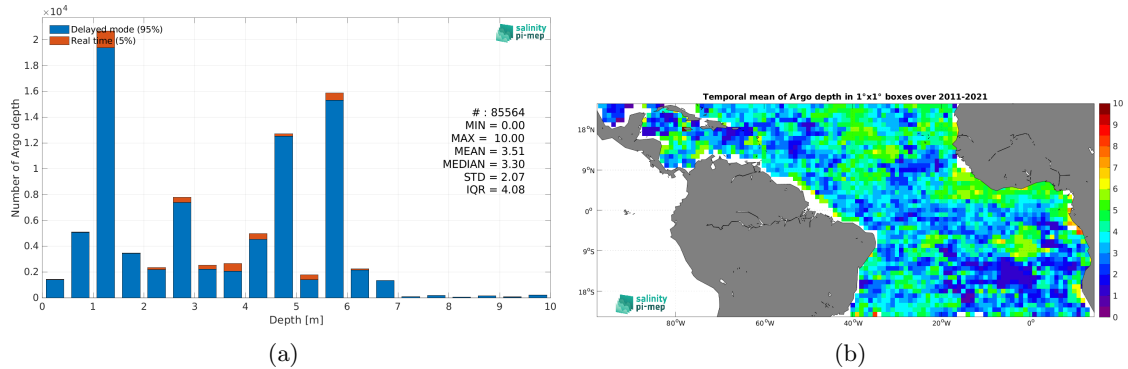 ×10⁴
Delayed mode (95%)
Real time (5%)
salinity
pi-mep
2
1.8
1.6
1.4
1.2
1
0.8
0.6
0.4
0.2
0
Number of Argo depth
# : 85564
MIN = 0.00
MAX = 10.00
MEAN = 3.51
MEDIAN = 3.30
STD = 2.07
IQR = 4.08
0 1 2 3 4 5 6 7 8 9 10
Depth [m]
(a)
Temporal mean of Argo depth in 1°x1° boxes over 2011-2021
18°N
9°N
0°
9°S
18°S
80°W 60°W 40°W 20°W 0°
10
9
8
7
6
5
4
3
2
1
0
salinity
pi-mep
(b)